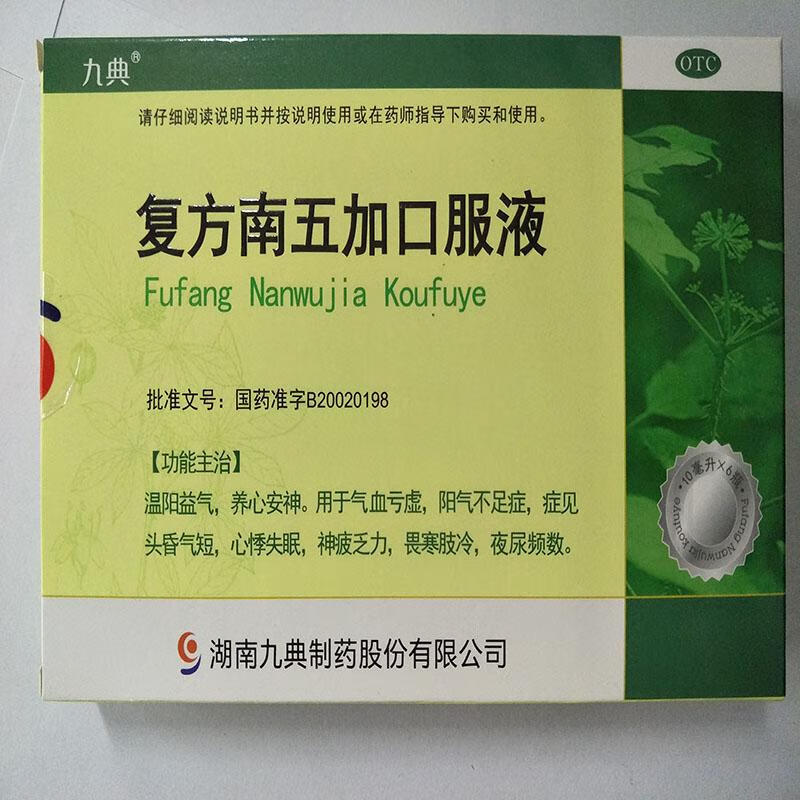 九典®
OTC
请仔细阅读说明书并按说明使用或在药师指导下购买和使用。
复方南五加口服液
Fufang Nanwujia Koufuye
批准文号：国药准字B20020198
【功能主治】
温阳益气，养心安神。用于气血亏虚，阳气不足症，症见
头昏气短，心悸失眠，神疲乏力，畏寒肢冷，夜尿频数。
·10毫升×6瓶·
Fufang Nanwujia koufuye
湖南九典制药股份有限公司